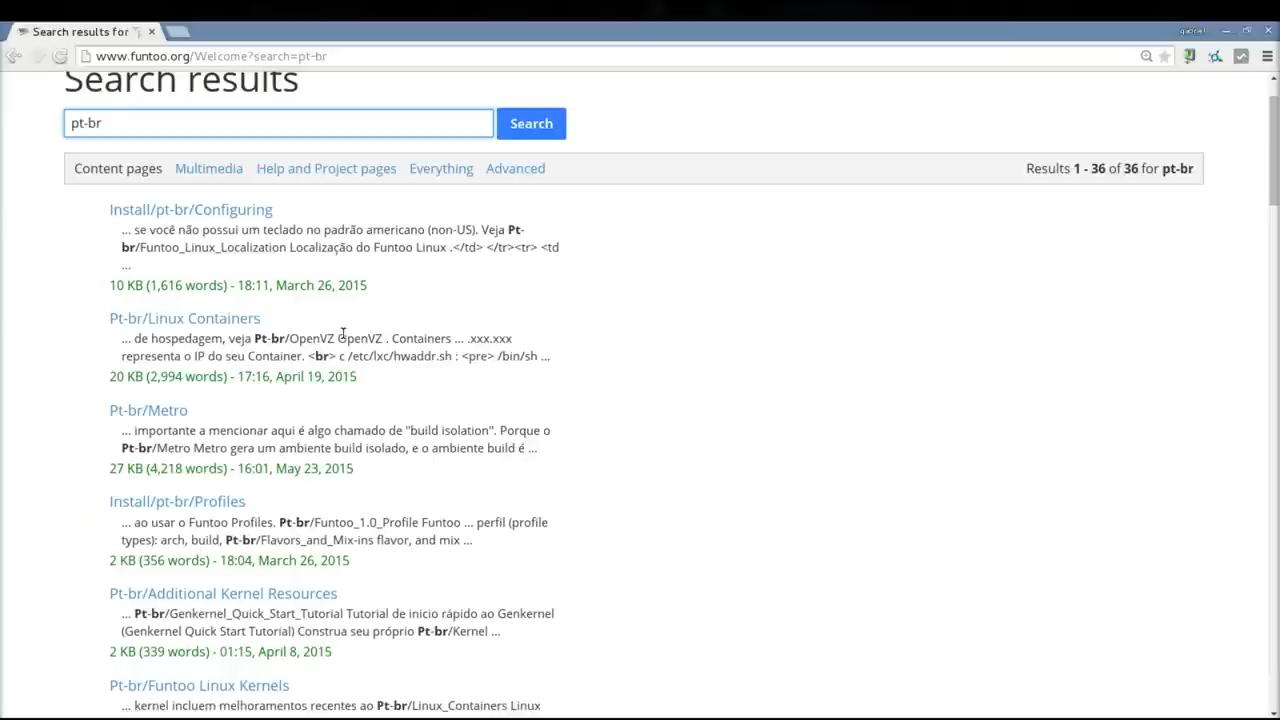 Search results for
gabriel
www.funtoo.org/Welcome?search=pt-br
Search results
pt-br
Search
Content pages Multimedia Help and Project pages Everything Advanced Results 1 - 36 of 36 for pt-br
Install/pt-br/Configuring
... se você não possui um teclado no padrão americano (non-US). Veja Pt-
br/Funtoo_Linux_Localization Localização do Funtoo Linux .</td> </tr><tr> <td
...
10 KB (1,616 words) - 18:11, March 26, 2015
Pt-br/Linux Containers
... de hospedagem, veja Pt-br/OpenVZ OpenVZ . Containers ... .xxx.xxx
representa o IP do seu Container. <br> c /etc/lxc/hwaddr.sh : <pre> /bin/sh ...
20 KB (2,994 words) - 17:16, April 19, 2015
Pt-br/Metro
... importante a mencionar aqui é algo chamado de "build isolation". Porque o
Pt-br/Metro Metro gera um ambiente build isolado, e o ambiente build é ...
27 KB (4,218 words) - 16:01, May 23, 2015
Install/pt-br/Profiles
... ao usar o Funtoo Profiles. Pt-br/Funtoo_1.0_Profile Funtoo ... perfil (profile
types): arch, build, Pt-br/Flavors_and_Mix-ins flavor, and mix ...
2 KB (356 words) - 18:04, March 26, 2015
Pt-br/Additional Kernel Resources
... Pt-br/Genkernel_Quick_Start_Tutorial Tutorial de inicio rápido ao Genkernel
(Genkernel Quick Start Tutorial) Construa seu próprio Pt-br/Kernel ...
2 KB (339 words) - 01:15, April 8, 2015
Pt-br/Funtoo Linux Kernels
... kernel incluem melhoramentos recentes ao Pt-br/Linux_Containers Linux